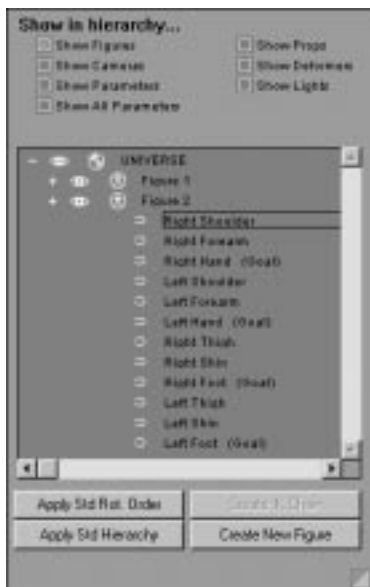 Show in hierarchy...
Show Figures
Show Props
Show Cameras
Show Deformers
Show Parameters
Show Lights
Show All Parameters
UNIVERSE
Figure 1
Figure 2
Right Shoulder
Right Forearm
Right Hand (Goal)
Left Shoulder
Left Forearm
Left Hand (Goal)
Right Thigh
Right Shin
Right Foot (Goal)
Left Thigh
Left Shin
Left Foot (Goal)
Apply Std Rot. Order
Apply Std Hierarchy
Create New Figure